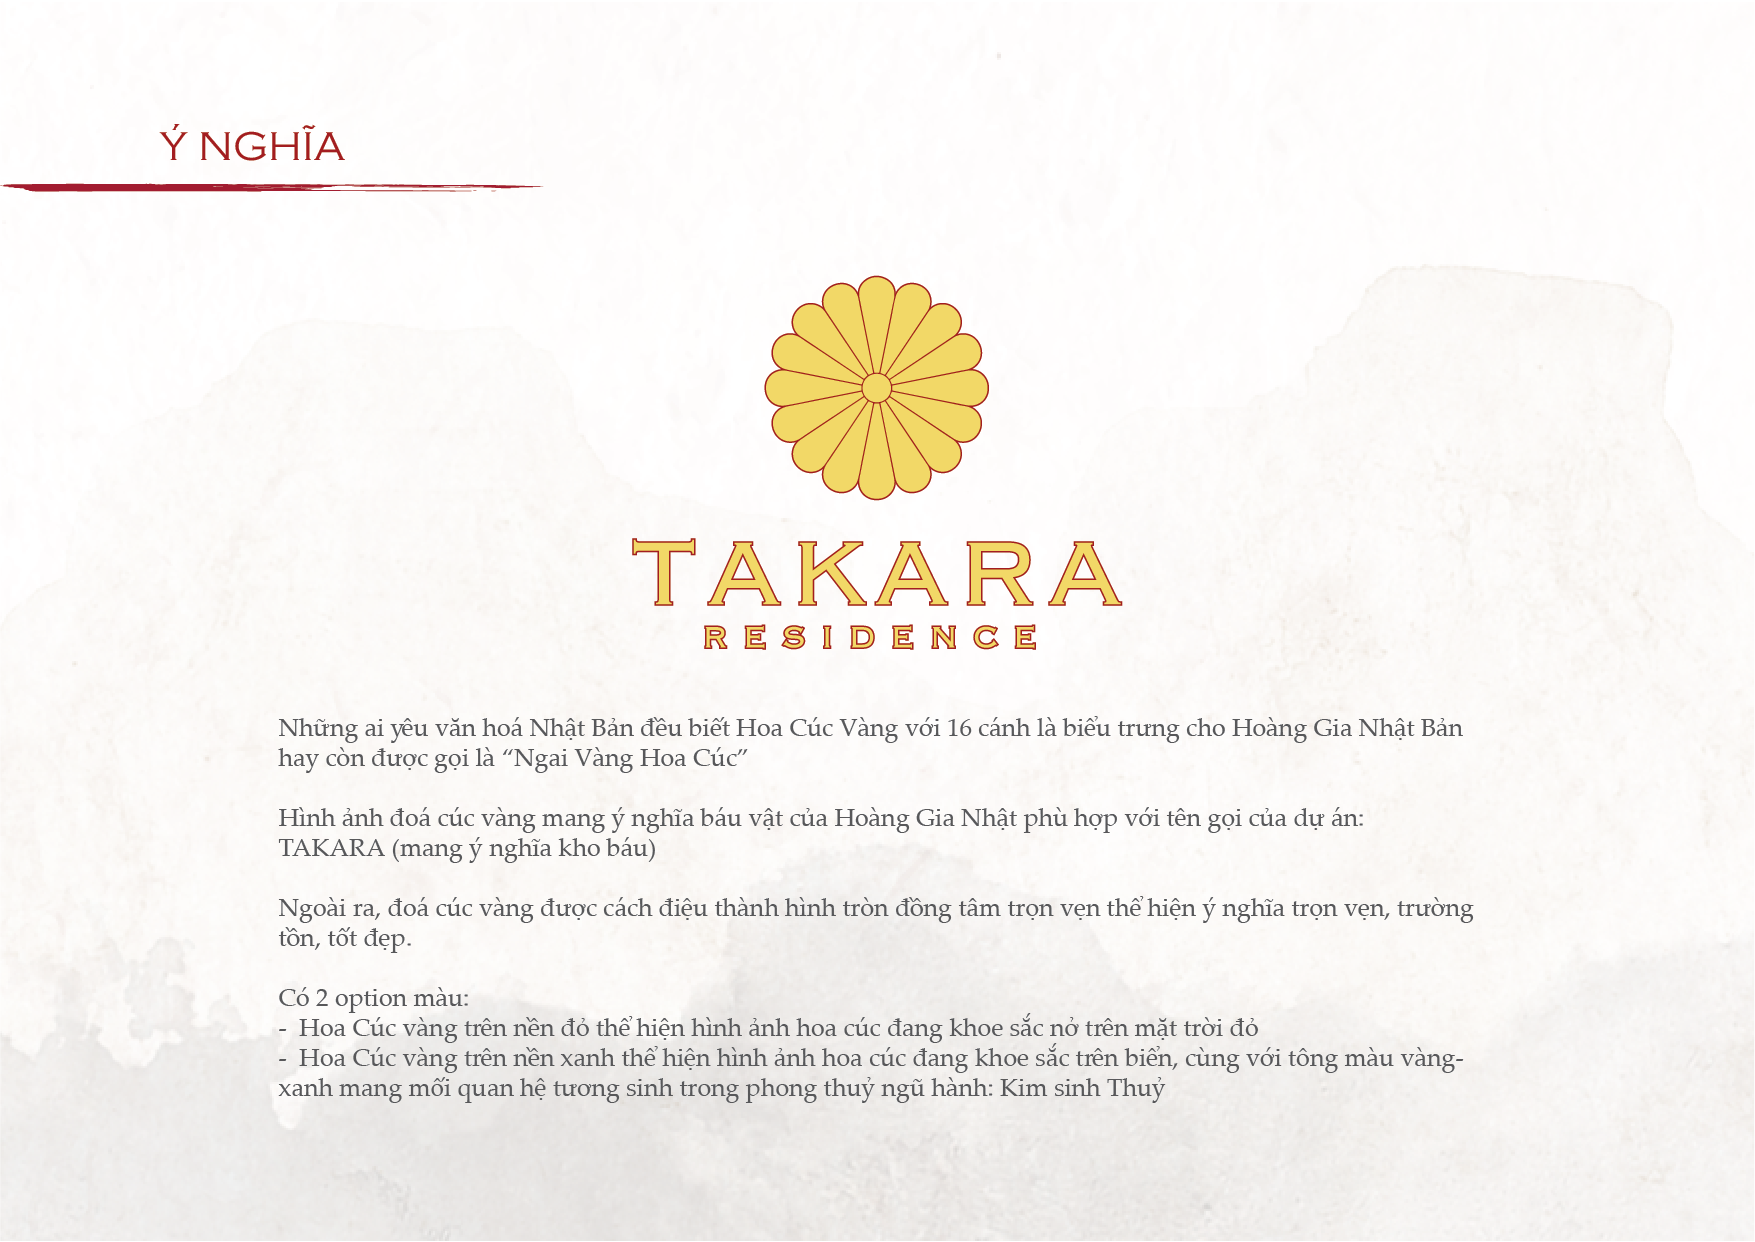 Ý NGHĨA
TAKARA
RESIDENCE
Những ai yêu văn hoá Nhật Bản đều biết Hoa Cúc Vàng với 16 cánh là biểu trưng cho Hoàng Gia Nhật Bản
hay còn được gọi là “Ngai Vàng Hoa Cúc”
Hình ảnh đoá cúc vàng mang ý nghĩa báu vật của Hoàng Gia Nhật phù hợp với tên gọi của dự án:
TAKARA (mang ý nghĩa kho báu)
Ngoài ra, đoá cúc vàng được cách điệu thành hình tròn đồng tâm trọn vẹn thể hiện ý nghĩa trọn vẹn, trường
tồn, tốt đẹp.
Có 2 option màu:
- Hoa Cúc vàng trên nền đỏ thể hiện hình ảnh hoa cúc đang khoe sắc nở trên mặt trời đỏ
- Hoa Cúc vàng trên nền xanh thể hiện hình ảnh hoa cúc đang khoe sắc trên biển, cùng với tông màu vàng-
xanh mang mối quan hệ tương sinh trong phong thuỷ ngũ hành: Kim sinh Thuỷ